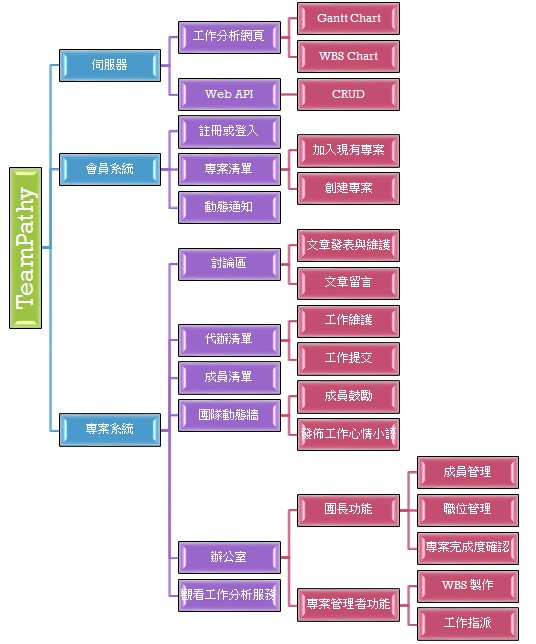 TeamPathy
伺服器
工作分析網頁
Gantt Chart
WBS Chart
Web API
CRUD
會員系統
註冊或登入
專案清單
加入現有專案
創建專案
動態通知
專案系統
討論區
文章發表與維護
文章留言
代辦清單
工作維護
工作提交
成員清單
團隊動態牆
成員鼓勵
發佈工作心情小語
辦公室
團長功能
成員管理
職位管理
專案完成度確認
專案管理者功能
WBS 製作
工作指派
觀看工作分析服務